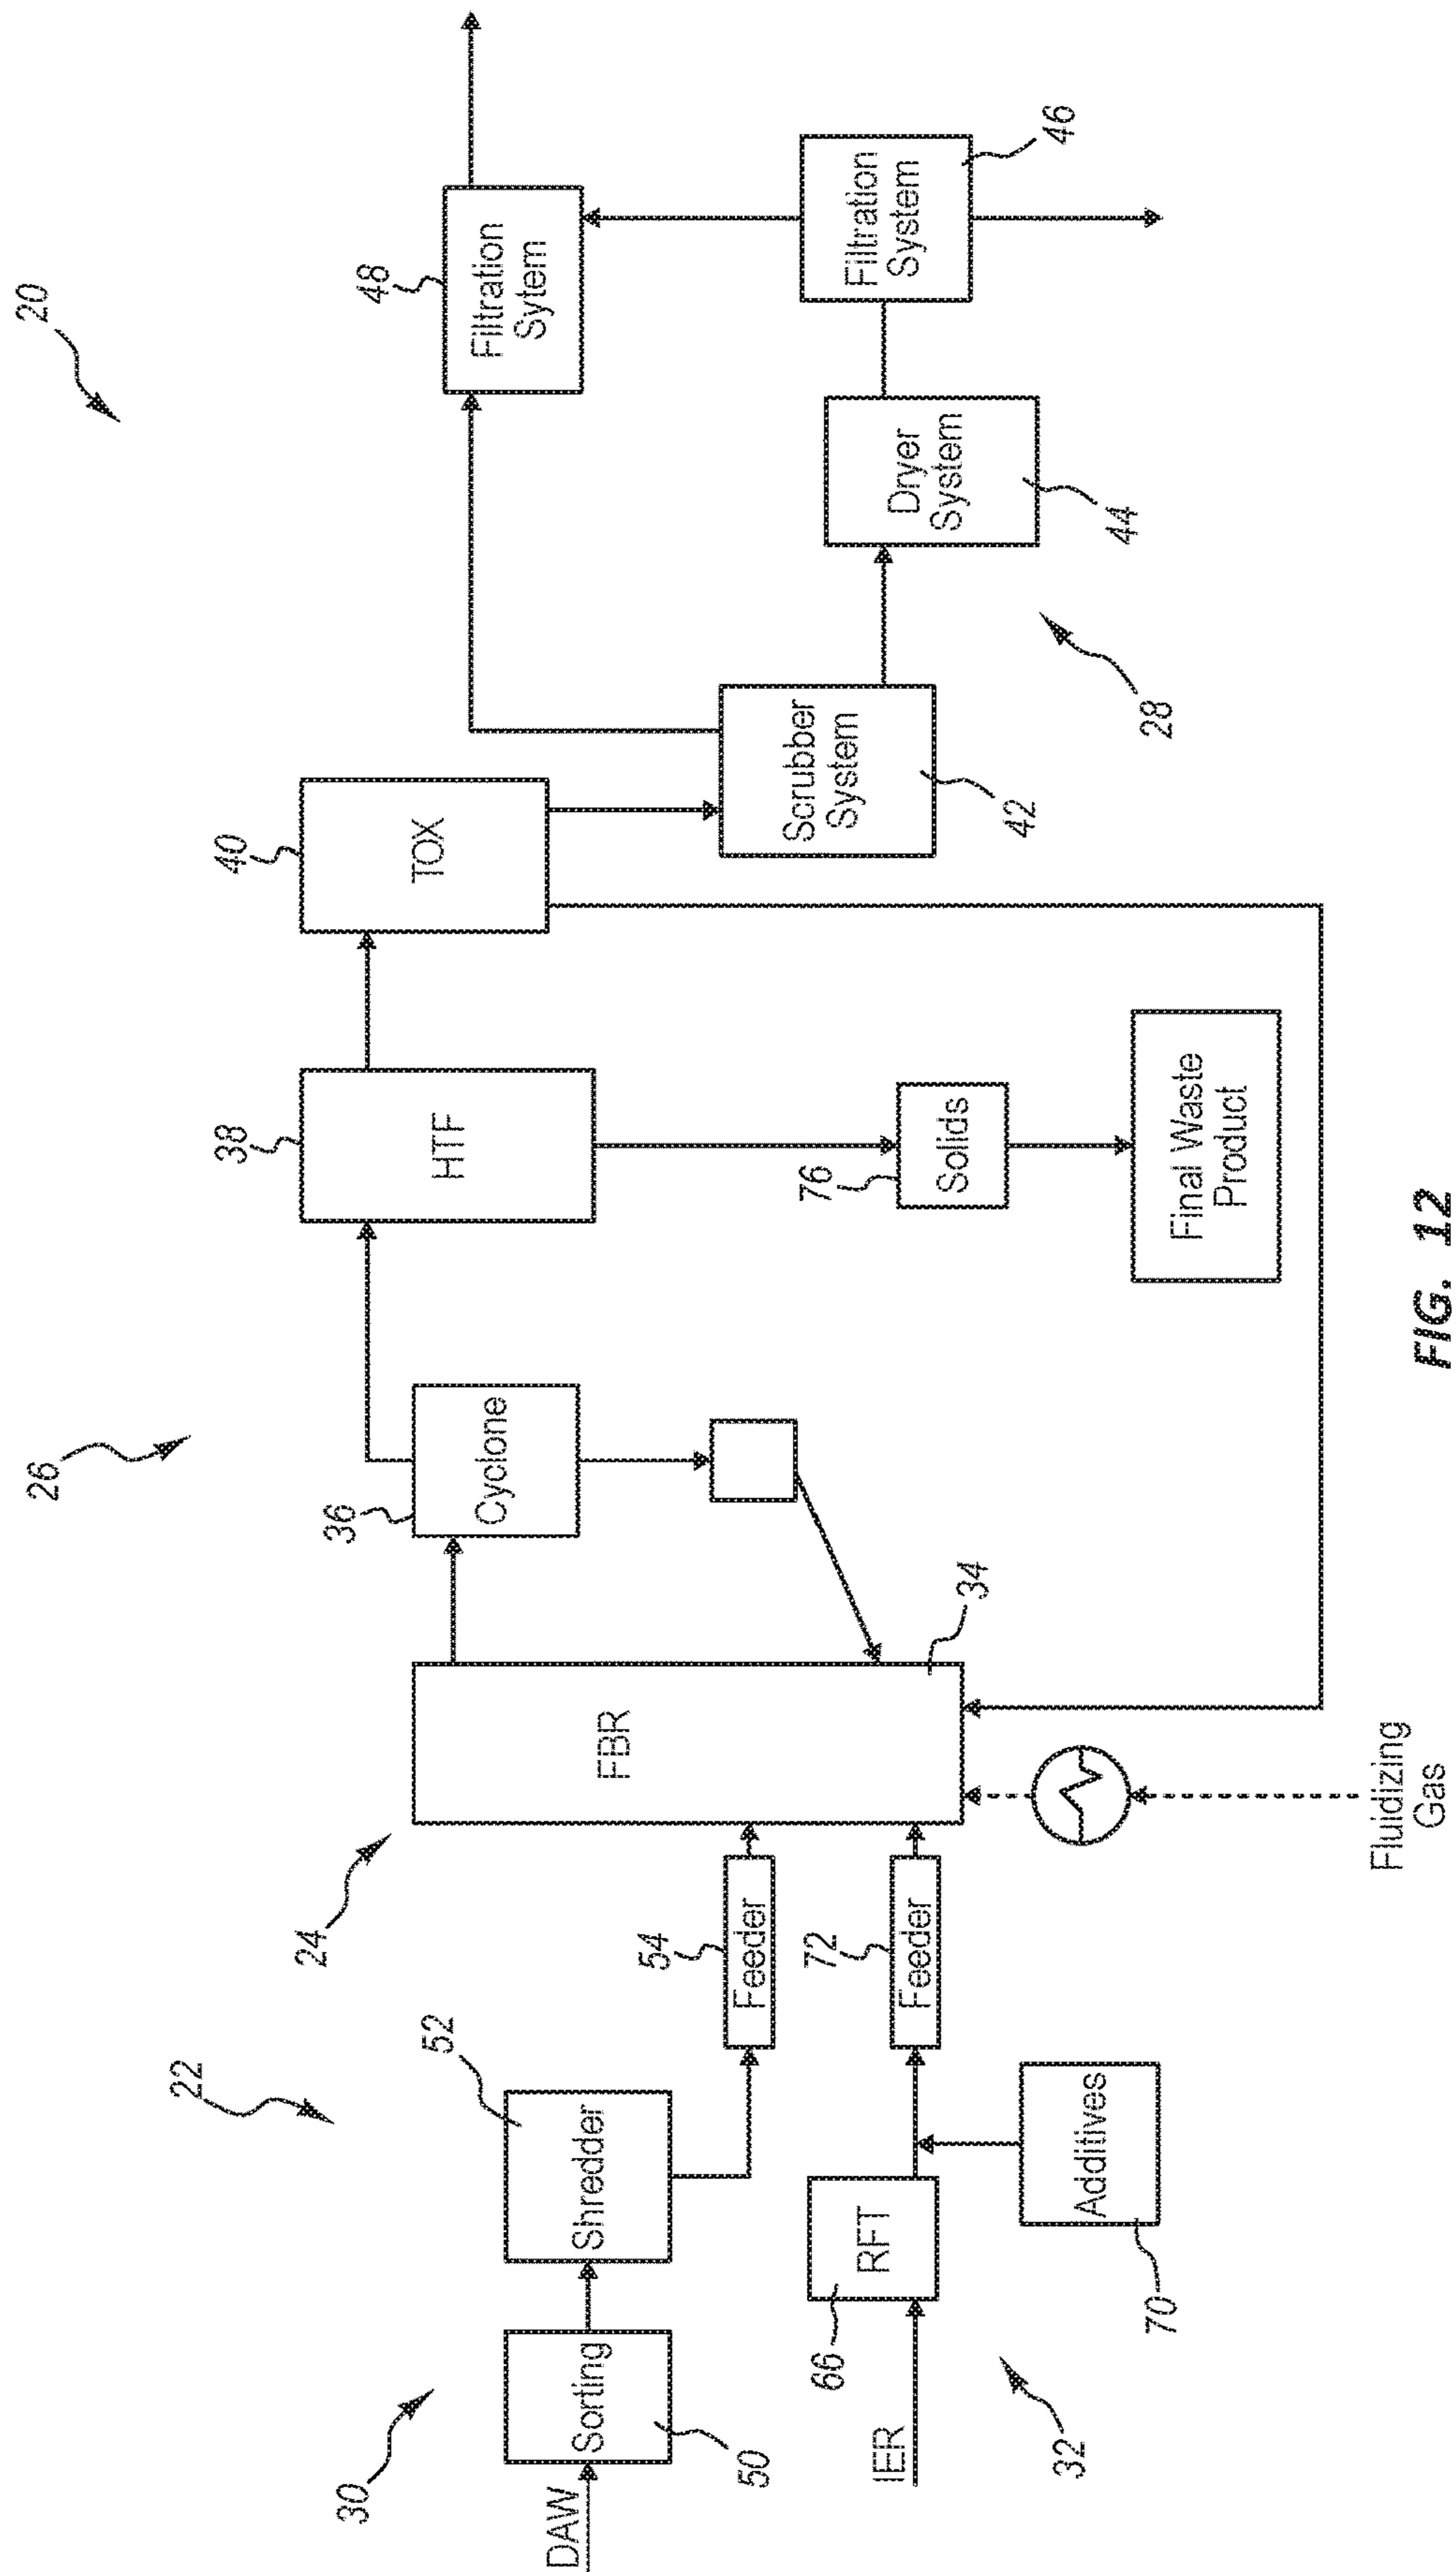 20
26
22
24
30
32
28
DAW
Sorting
50
Shredder
52
Feeder
54
IER
RFT
66
Additives
70
Feeder
72
FBR
34
Fluidizing
Gas
Cyclone
36
HTF
38
Solids
76
Final Waste
Product
TOX
40
Scrubber
System
42
Dryer
System
44
Filtration
System
46
Filtration
Sytem
48
FIG. 12